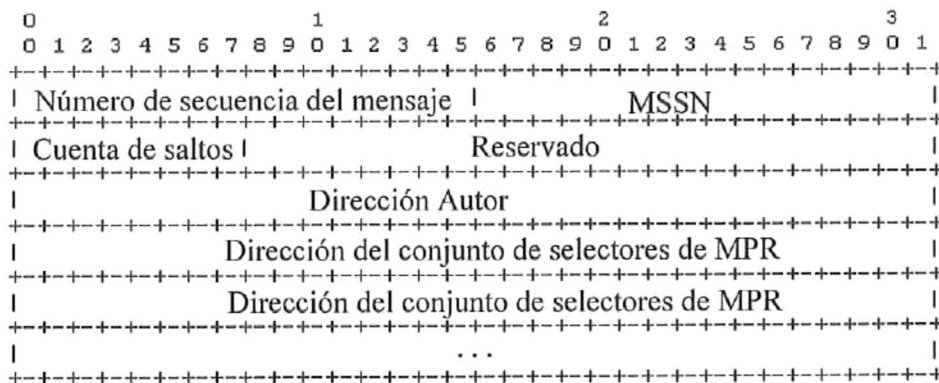 0 1 2 3
0 1 2 3 4 5 6 7 8 9 0 1 2 3 4 5 6 7 8 9 0 1 2 3 4 5 6 7 8 9 0 1
+-+-+-+-+-+-+-+-+-+-+-+-+-+-+-+-+-+-+-+-+-+-+-+-+-+-+-+-+-+-+-+-+
| Número de secuencia del mensaje | MSSN |
+-+-+-+-+-+-+-+-+-+-+-+-+-+-+-+-+-+-+-+-+-+-+-+-+-+-+-+-+-+-+-+-+
| Cuenta de saltos | Reservado |
+-+-+-+-+-+-+-+-+-+-+-+-+-+-+-+-+-+-+-+-+-+-+-+-+-+-+-+-+-+-+-+-+
| Dirección Autor |
+-+-+-+-+-+-+-+-+-+-+-+-+-+-+-+-+-+-+-+-+-+-+-+-+-+-+-+-+-+-+-+-+
| Dirección del conjunto de selectores de MPR |
+-+-+-+-+-+-+-+-+-+-+-+-+-+-+-+-+-+-+-+-+-+-+-+-+-+-+-+-+-+-+-+-+
| Dirección del conjunto de selectores de MPR |
+-+-+-+-+-+-+-+-+-+-+-+-+-+-+-+-+-+-+-+-+-+-+-+-+-+-+-+-+-+-+-+-+
| ... |
+-+-+-+-+-+-+-+-+-+-+-+-+-+-+-+-+-+-+-+-+-+-+-+-+-+-+-+-+-+-+-+-+